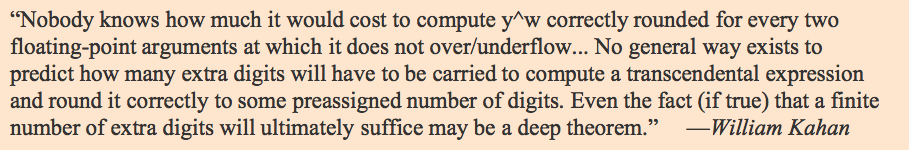 “Nobody knows how much it would cost to compute y^w correctly rounded for every two
floating-point arguments at which it does not over/underflow... No general way exists to
predict how many extra digits will have to be carried to compute a transcendental expression
and round it correctly to some preassigned number of digits. Even the fact (if true) that a finite
number of extra digits will ultimately suffice may be a deep theorem.” —William Kahan